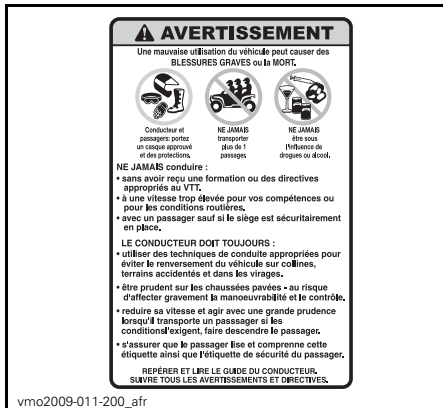 AVERTISSEMENT
Une mauvaise utilisation du véhicule peut causer des
BLESSURES GRAVES ou la MORT.
Conducteur et
passagers: portez
un casque approuvé
et des protections.
NE JAMAIS
transporter
plus de 1
passager.
NE JAMAIS
être sous
l'influence de
drogues ou alcool.
NE JAMAIS conduire :
• sans avoir reçu une formation ou des directives
appropriés au VTT.
• à une vitesse trop élevée pour vos compétences ou
pour les conditions routières.
• avec un passager sauf si le siège est sécuritairement
en place.
LE CONDUCTEUR DOIT TOUJOURS :
• utiliser des techniques de conduite appropriées pour
éviter le renversement du véhicule sur collines,
terrains accidentés et dans les virages.
• être prudent sur les chaussées pavées - au risque
d'affecter gravement la manoeuvrabilité et le contrôle.
• reduire sa vitesse et agir avec une grande prudence
lorsqu'il transporte un passsager si les
conditionsl'exigent, faire descendre le passager.
• s'assurer que le passager lise et comprenne cette
étiquette ainsi que l'étiquette de sécurité du passager.
REPÉRER ET LIRE LE GUIDE DU CONDUCTEUR.
SUIVRE TOUS LES AVERTISSEMENTS ET DIRECTIVES.
vmo2009-011-200_afr